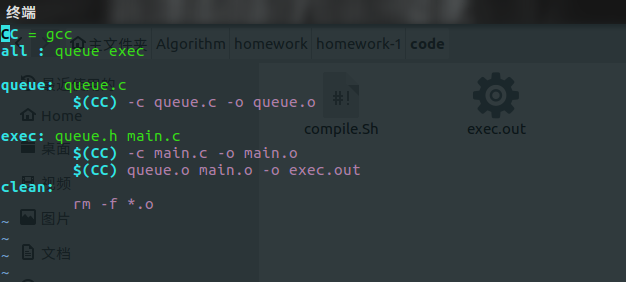 终端
CC = gcc
all : queue exec
queue: queue.c
$(CC) -c queue.c -o queue.o
exec: queue.h main.c
$(CC) -c main.c -o main.o
$(CC) queue.o main.o -o exec.out
clean:
rm -f *.o
~
~
~
~
主文件夹 Algorithm homework homework-1 code
Home
桌面
视频
图片
文档
#!
compile.Sh
exec.out